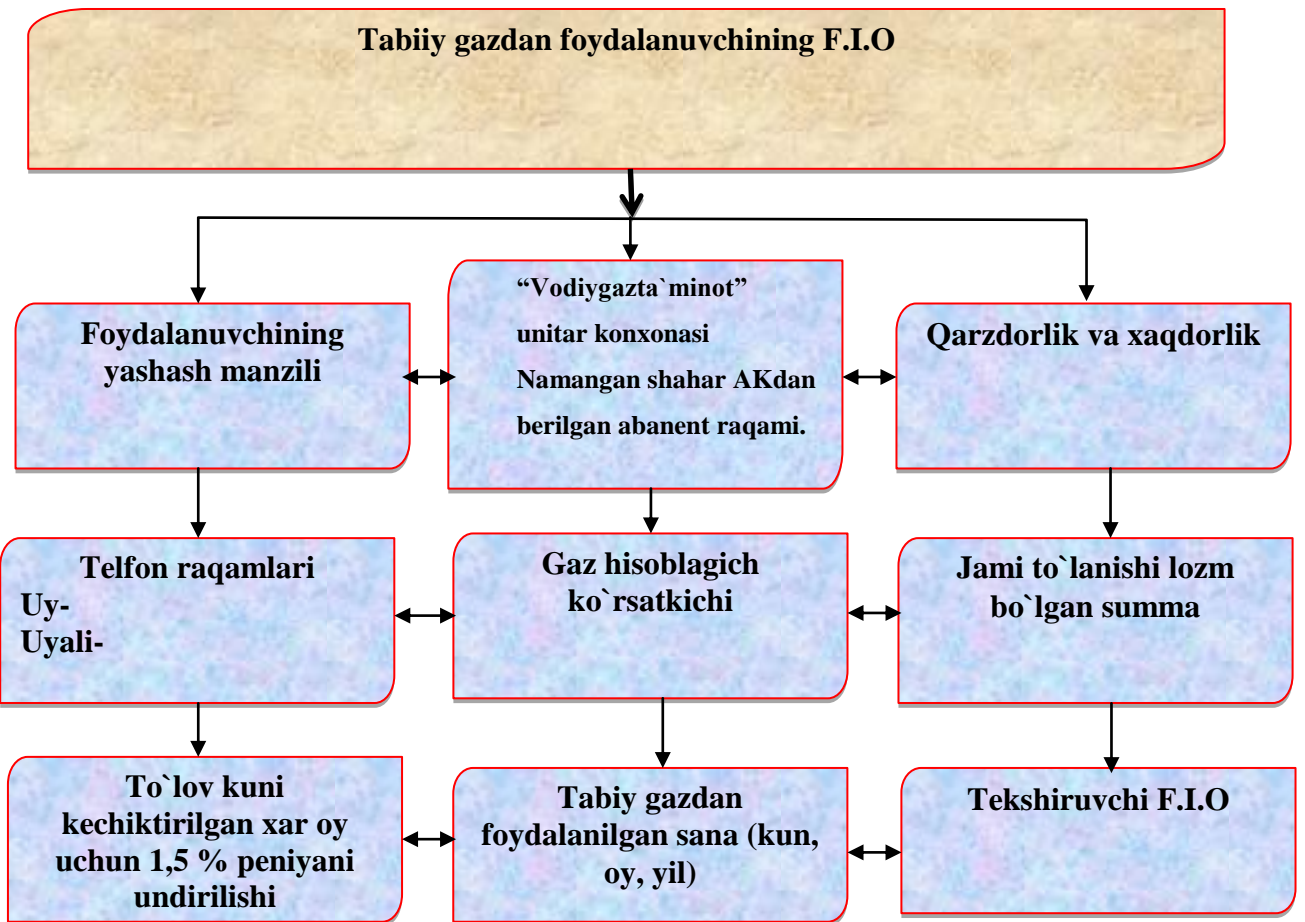 Tabiiy gazdan foydalanuvchining F.I.O
Foydalanuvchining
yashash manzili
“Vodiygazta`minot”
unitar konxonasi
Namangan shahar AKdan
berilgan abanent raqami.
Qarzdorlik va xaqdorlik
Telfon raqamlari
Uy-
Uyali-
Gaz hisoblagich
ko`rsatkichi
Jami to`lanishi lozm
bo`lgan summa
To`lov kuni
kechiktirilgan xar oy
uchun 1,5 % peniyani
undirilishi
Tabiy gazdan
foydalanilgan sana (kun,
oy, yil)
Tekshiruvchi F.I.O